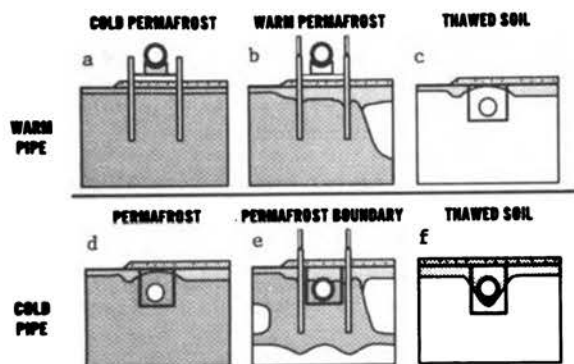 COLD PERMAFROST WARM PERMAFROST THAWED SOIL
a b c
WARM
PIPE
PERMAFROST PERMAFROST BOUNDARY THAWED SOIL
d e f
COLD
PIPE